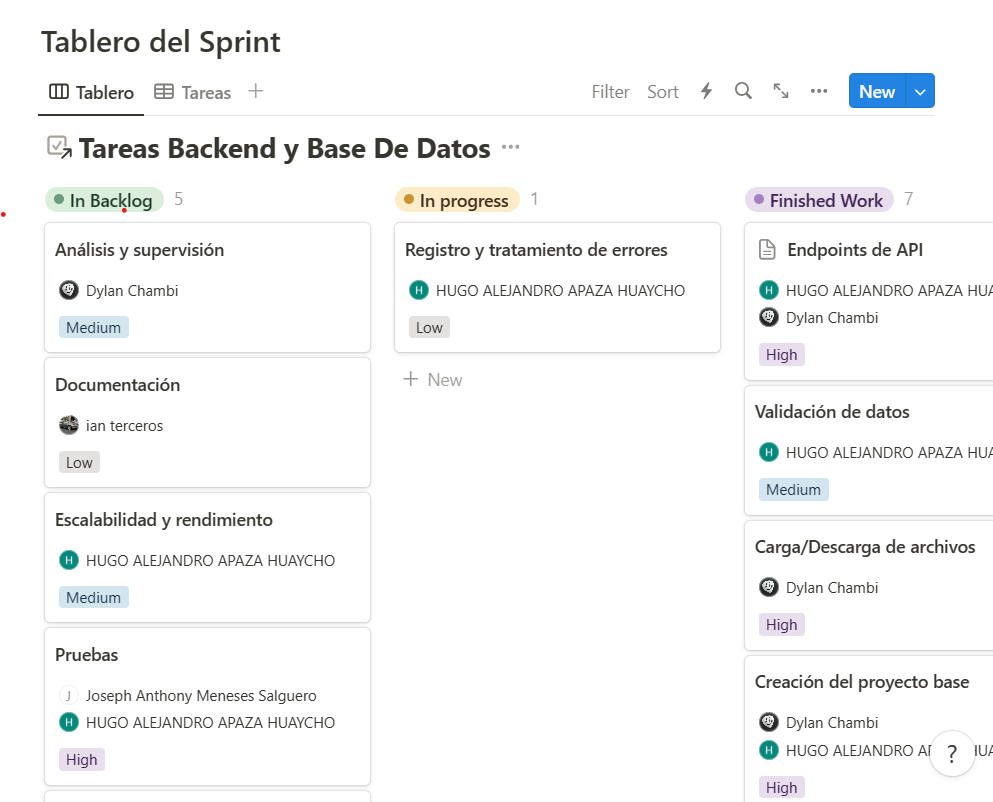 Tablero del Sprint
Tablero
Tareas
Filter
Sort
New
Tareas Backend y Base De Datos
In Backlog 5
Análisis y supervisión
Dylan Chambi
Medium
Documentación
ian terceros
Low
Escalabilidad y rendimiento
H HUGO ALEJANDRO APAZA HUAYCHO
Medium
Pruebas
J Joseph Anthony Meneses Salguero
H HUGO ALEJANDRO APAZA HUAYCHO
High
In progress 1
Registro y tratamiento de errores
H HUGO ALEJANDRO APAZA HUAYCHO
Low
+ New
Finished Work 7
Endpoints de API
H HUGO ALEJANDRO APAZA HUA
Dylan Chambi
High
Validación de datos
H HUGO ALEJANDRO APAZA HUA
Medium
Carga/Descarga de archivos
Dylan Chambi
High
Creación del proyecto base
Dylan Chambi
H HUGO ALEJANDRO
High
?